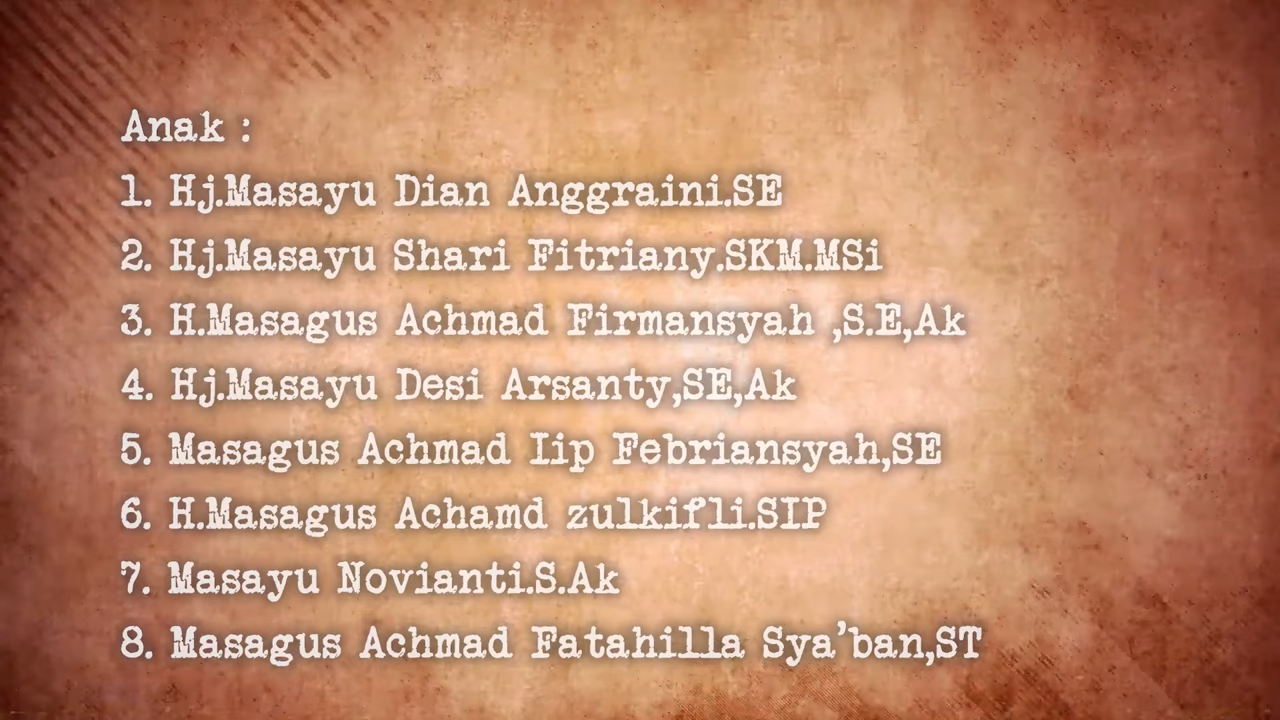 Anak :
1. Hj.Masayu Dian Anggraini.SE
2. Hj.Masayu Shari Fitriany.SKM.MSi
3. H.Masagus Achmad Firmansyah ,S.E,Ak
4. Hj.Masayu Desi Arsanty,SE,Ak
5. Masagus Achmad Iip Febriansyah,SE
6. H.Masagus Achamd zulkifli.SIP
7. Masayu Novianti.S.Ak
8. Masagus Achmad Fatahilla Sya'ban,ST